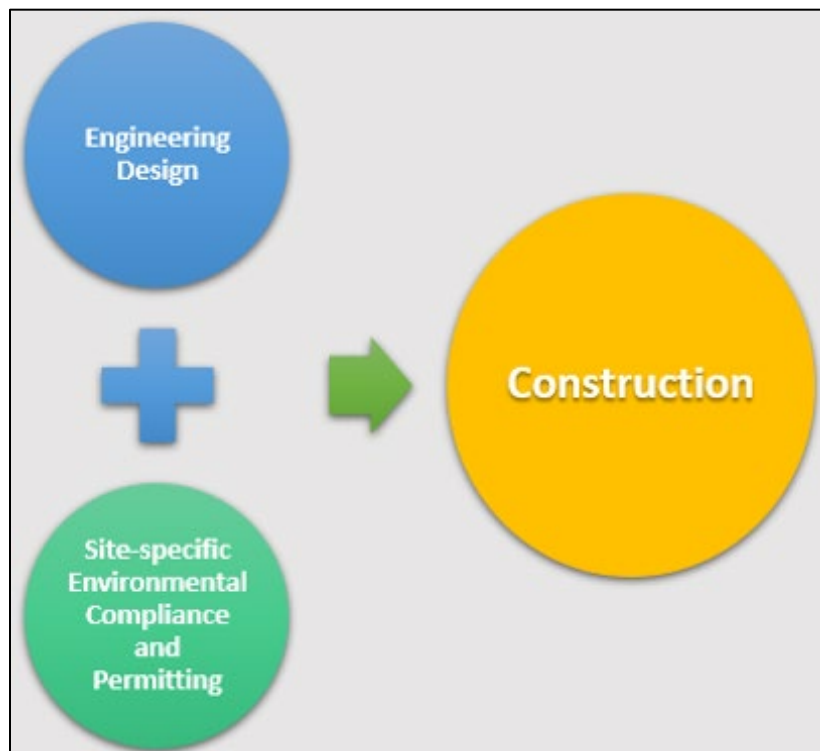 Engineering
Design
Site-specific
Environmental
Compliance
and
Permitting
Construction